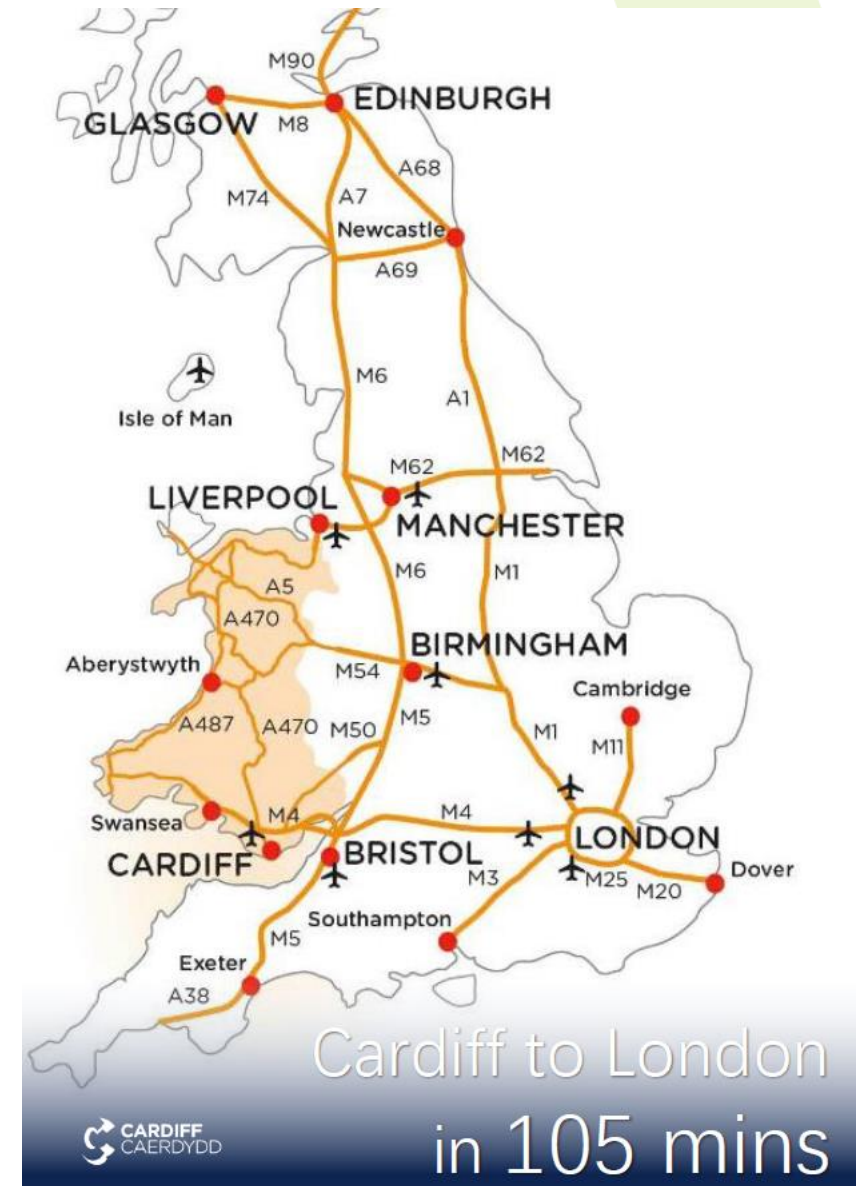 M90
EDINBURGH
GLASGOW
M8
A68
M74
A7
Newcastle
A69
M6
A1
Isle of Man
M62
M62
LIVERPOOL
MANCHESTER
M6
M1
A5
A470
BIRMINGHAM
Aberystwyth
M54
Cambridge
A487
A470
M50
M5
M1
M11
Swansea
M4
M4
LONDON
CARDIFF
BRISTOL
M3
M25
M20
Dover
Southampton
M5
Exeter
A38
Cardiff to London
in 105 mins
CARDIFF
CAERDYDD